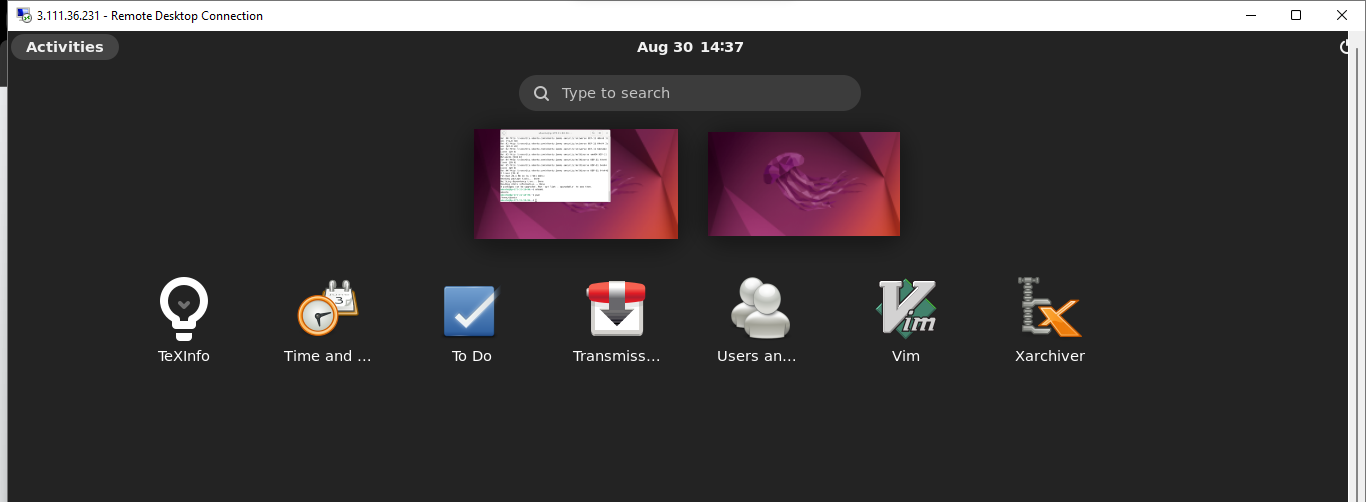 3.111.36.231 - Remote Desktop Connection
Activities
Aug 30 14:37
Type to search
TeXInfo
Time and ...
To Do
Transmiss...
Users an...
Vim
Xarchiver